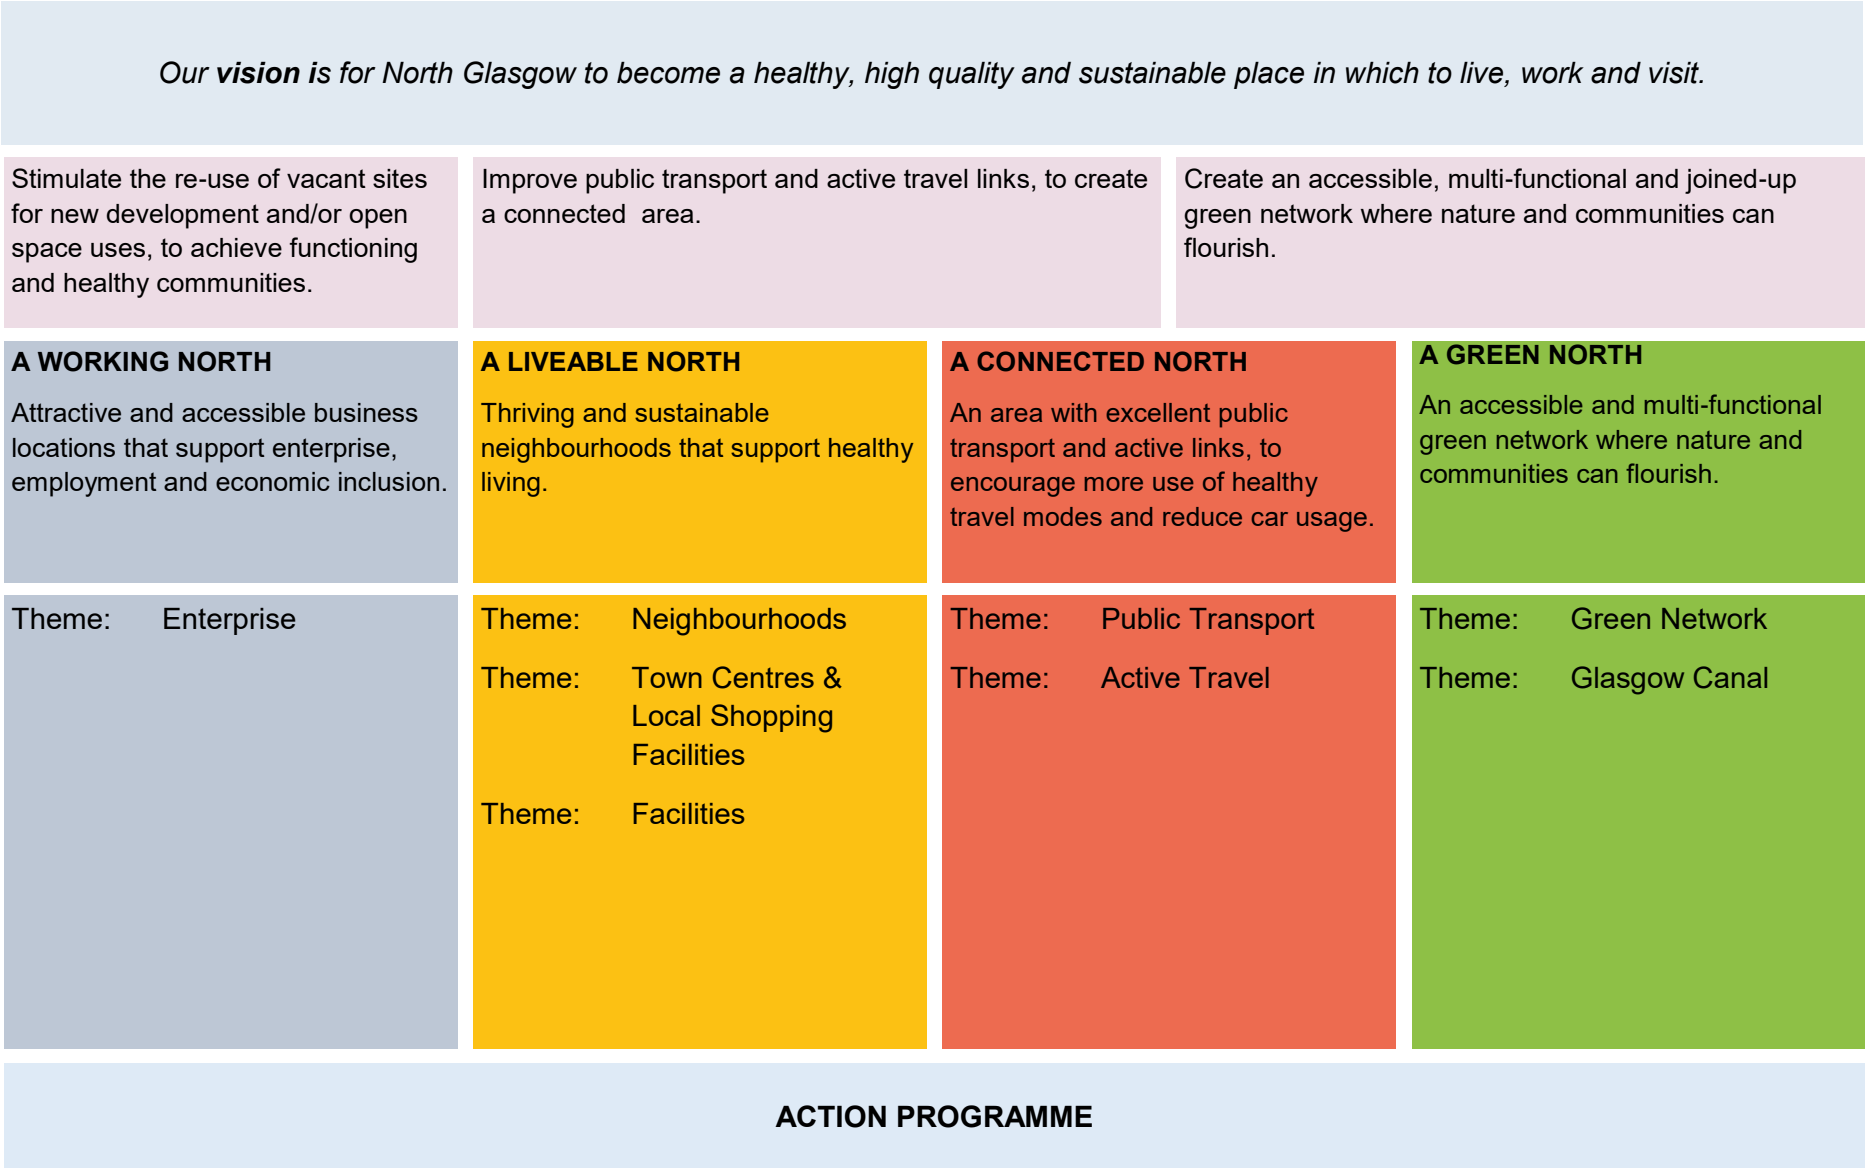 Our vision is for North Glasgow to become a healthy, high quality and sustainable place in which to live, work and visit.
Stimulate the re-use of vacant sites
for new development and/or open
space uses, to achieve functioning
and healthy communities.
Improve public transport and active travel links, to create
a connected  area.
Create an accessible, multi-functional and joined-up
green network where nature and communities can
flourish.
A WORKING NORTH
Attractive and accessible business
locations that support enterprise,
employment and economic inclusion.
A LIVEABLE NORTH
Thriving and sustainable
neighbourhoods that support healthy
living.
A CONNECTED NORTH
An area with excellent public
transport and active links, to
encourage more use of healthy
travel modes and reduce car usage.
A GREEN NORTH
An accessible and multi-functional
green network where nature and
communities can flourish.
Theme: Enterprise
Theme: Neighbourhoods
Theme: Town Centres &
Local Shopping
Facilities
Theme: Facilities
Theme: Public Transport
Theme: Active Travel
Theme: Green Network
Theme: Glasgow Canal
ACTION PROGRAMME